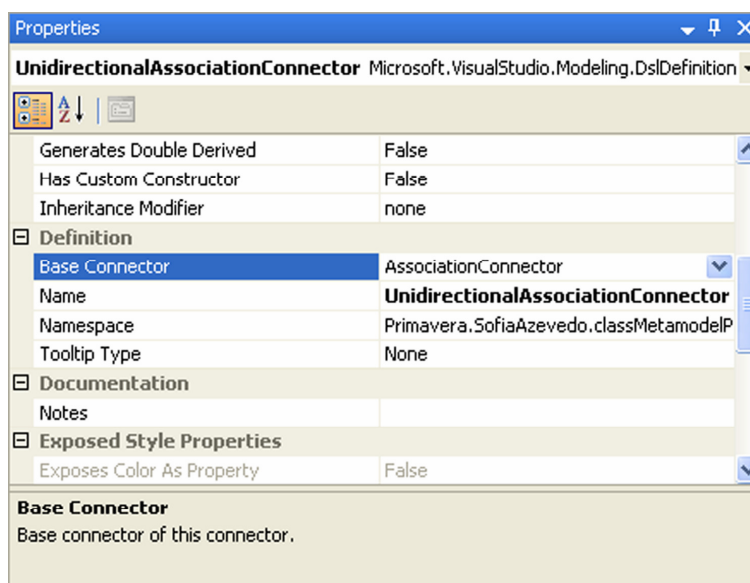 Properties
UnidirectionalAssociationConnector Microsoft.VisualStudio.Modeling.DslDefinition
Generates Double Derived False
Has Custom Constructor False
Inheritance Modifier none
Definition
Base Connector AssociationConnector
Name UnidirectionalAssociationConnector
Namespace Primavera.SofiaAzevedo.classMetamodelP
Tooltip Type None
Documentation
Notes
Exposed Style Properties
Exposes Color As Property False
Base Connector
Base connector of this connector.